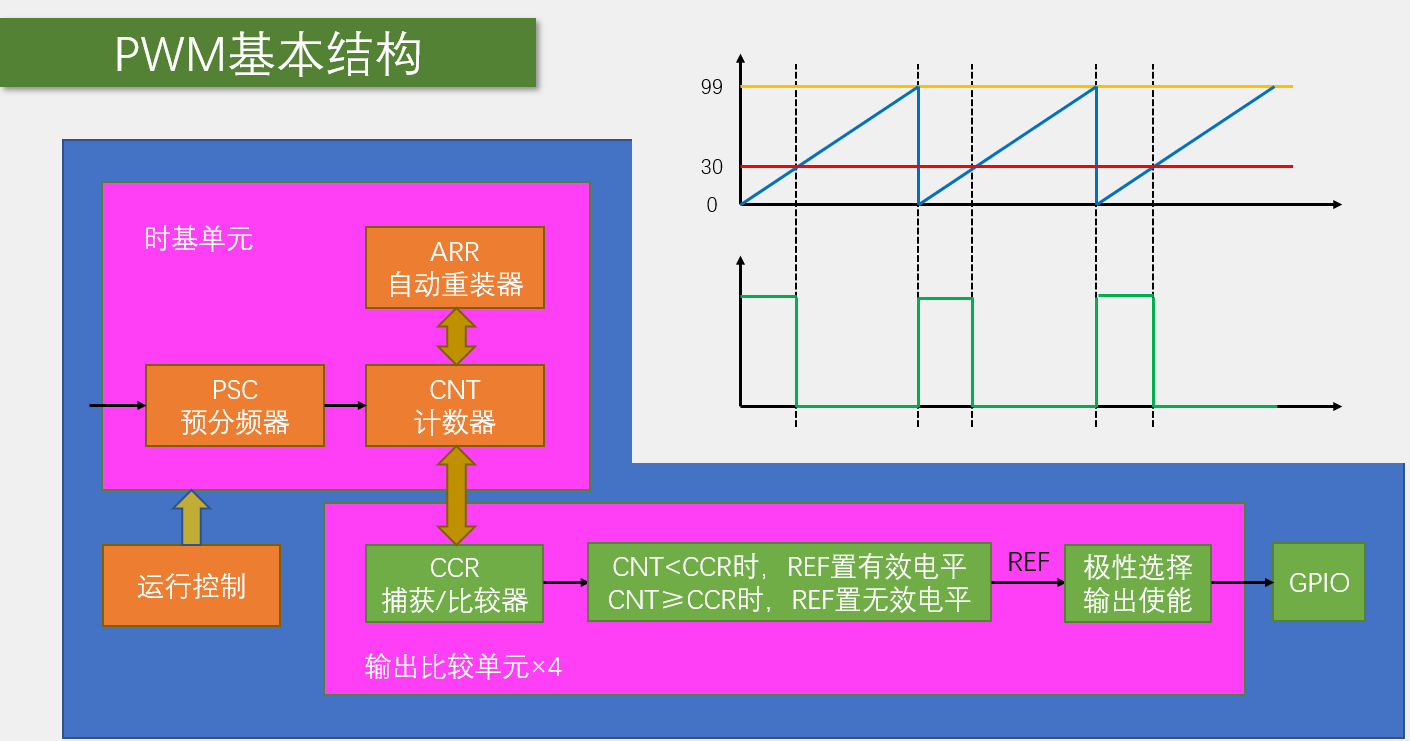 PWM基本结构
99
30
0
时基单元
ARR
自动重装器
PSC
预分频器
CNT
计数器
运行控制
CCR
捕获/比较器
CNT<CCR时，REF置有效电平
CNT≥CCR时，REF置无效电平
REF
极性选择
输出使能
GPIO
输出比较单元×4